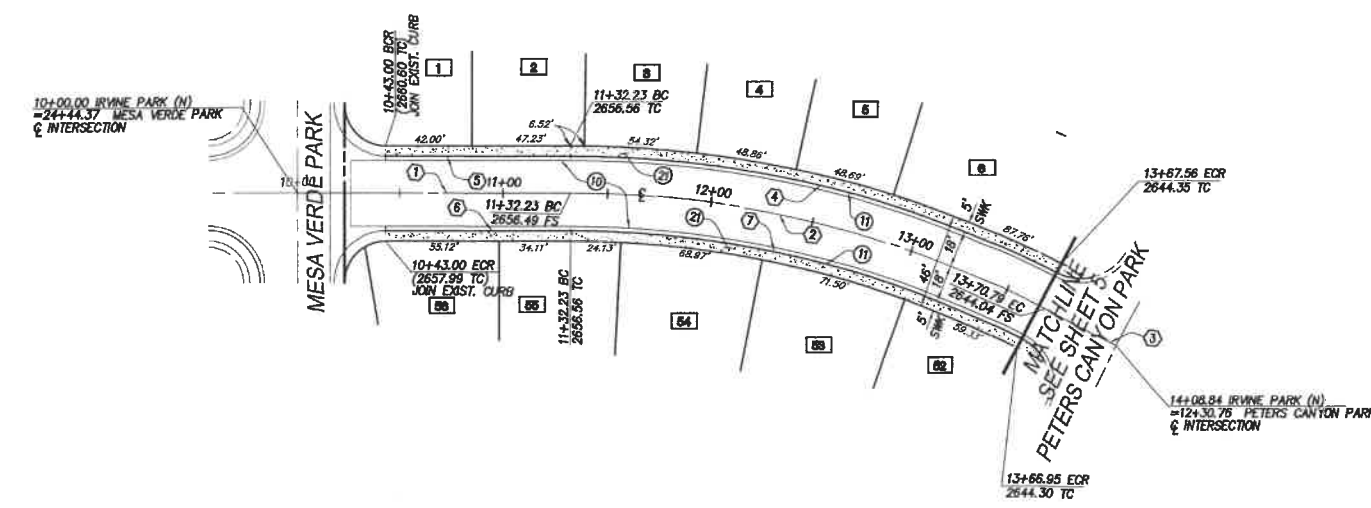 10+43.00 BCR
(2660.60 TC)
JOIN EXIST. CURB
1
2
3
4
5
6
10+00.00 IRVINE PARK (N)
=24+44.37 MESA VERDE PARK
℄ INTERSECTION
MESA VERDE PARK
11+32.23 BC
2656.56 TC
6.52'
42.00'
47.23'
54.32'
48.86'
48.69'
87.76'
5'
SWK
13+67.56 ECR
2644.35 TC
1
5
11+00
10
21
℄
12+00
4
11
11+32.23 BC
2656.49 FS
6
21
7
2
11
13+00
18'
46'
18'
13+70.79 EC
2644.04 FS
55.12'
34.11'
24.13'
68.97'
71.50'
59.33'
5'
SWK
10+43.00 ECR
(2657.99 TC)
JOIN EXIST. CURB
11+32.23 BC
2656.56 TC
55
54
53
52
MATCHLINE
SEE SHEET 5
PETERS CANYON PARK
3
14+08.84 IRVINE PARK (N)
=12+30.76 PETERS CANYON PARK
℄ INTERSECTION
13+66.95 ECR
2644.30 TC